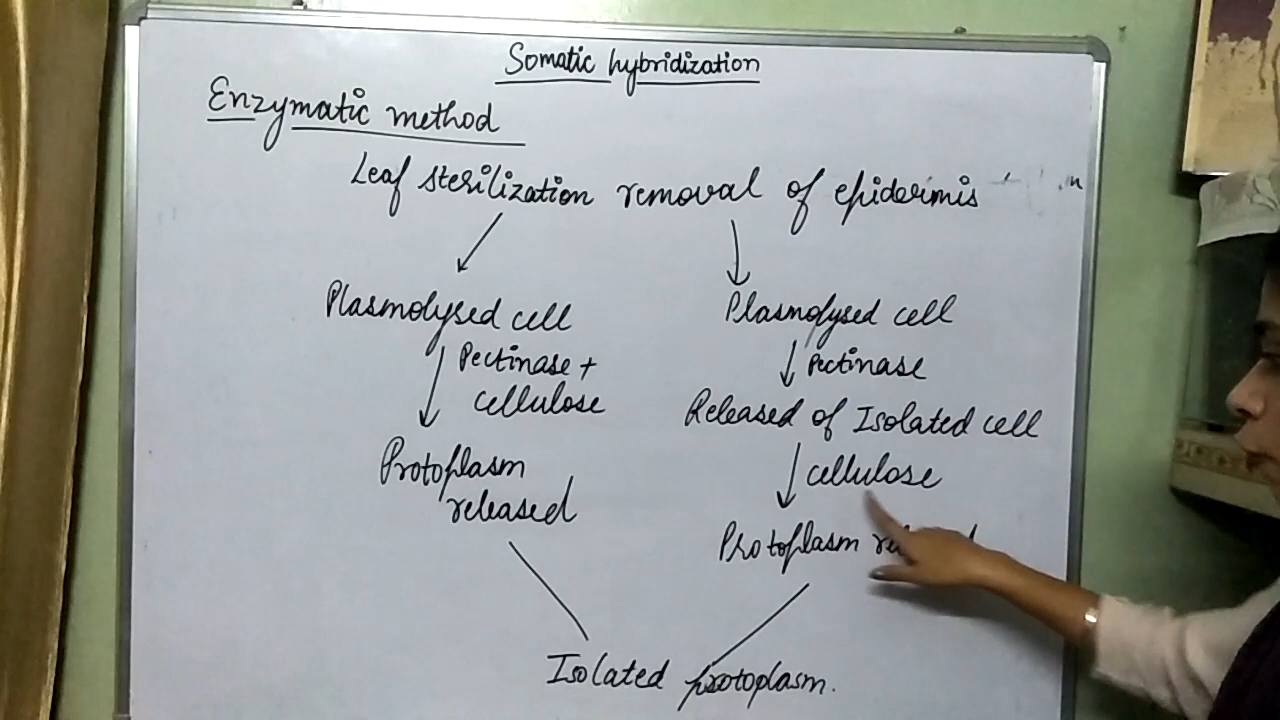 Somatic hybridization
Enzymatic method
Leaf sterilization removal of epidermis
Plasmolysed cell
Pectinase +
cellulose
Protoplasm
released
Plasmolysed cell
Pectinase
Released of Isolated cell
cellulose
Protoplasm
Isolated protoplasm.